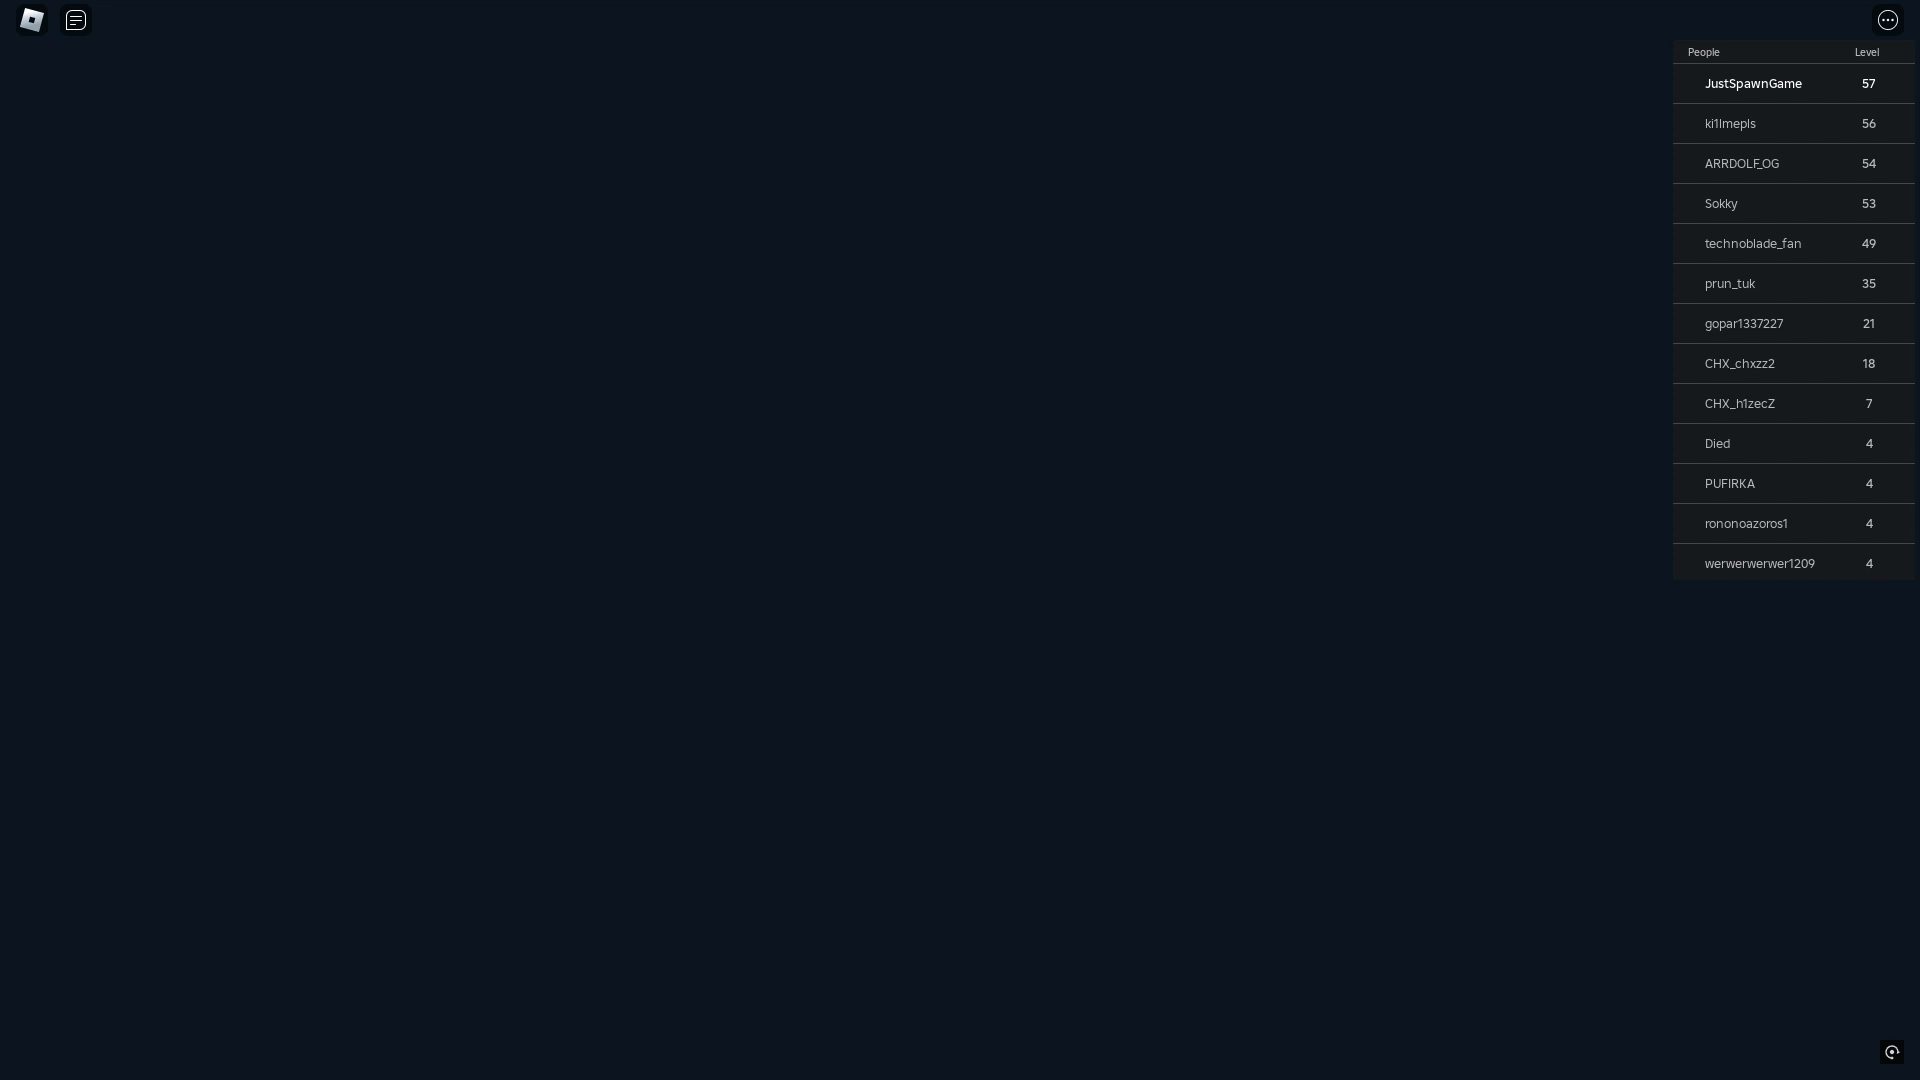 People Level
JustSpawnGame 57
ki1lmepls 56
ARRDOLF_OG 54
Sokky 53
technoblade_fan 49
prun_tuk 35
gopar1337227 21
CHX_chxzz2 18
CHX_h1zecZ 7
Died 4
PUFIRKA 4
rononoazoros1 4
werwerwerwer1209 4